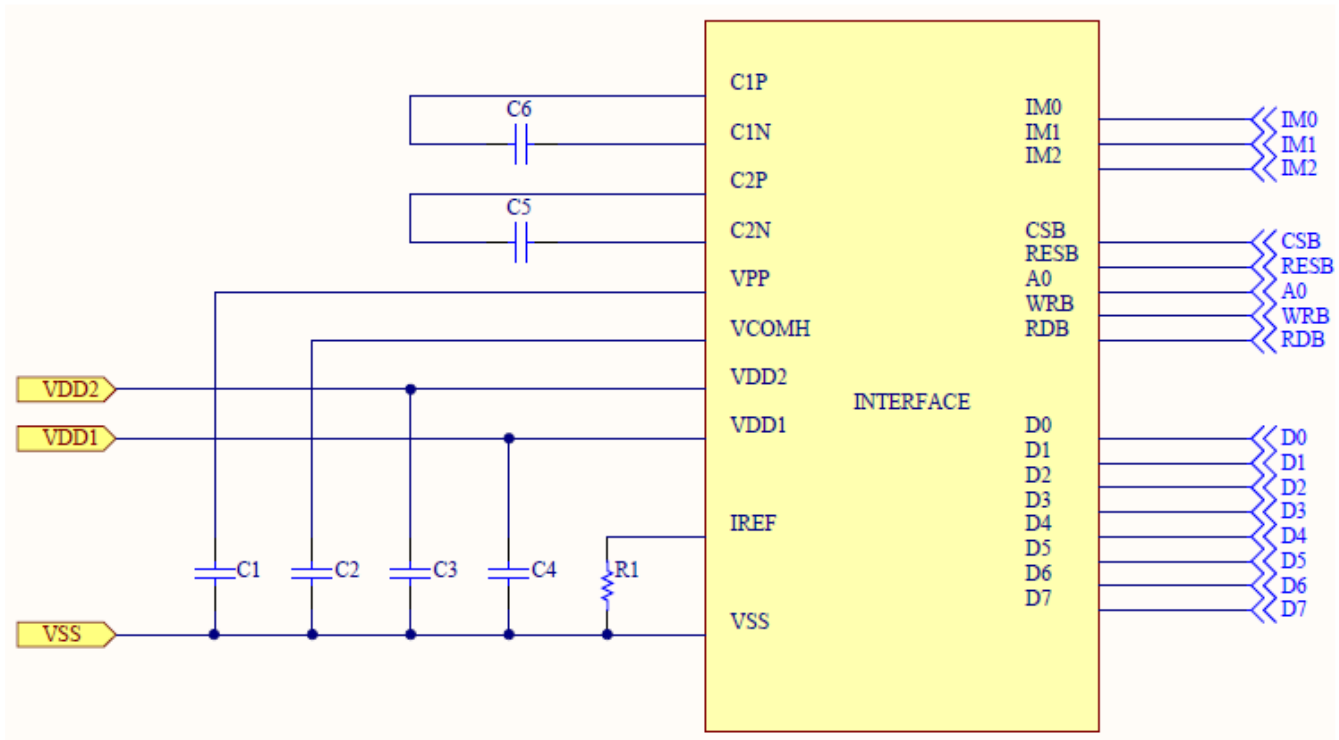 C1P
C6
C1N
C2P
C5
C2N
VPP
VCOMH
VDD2
VDD2
VDD1
VDD1
IREF
C1
C2
C3
C4
R1
VSS
VSS
INTERFACE
IM0
IM1
IM2
CSB
RESB
A0
WRB
RDB
D0
D1
D2
D3
D4
D5
D6
D7
IM0
IM1
IM2
CSB
RESB
A0
WRB
RDB
D0
D1
D2
D3
D4
D5
D6
D7